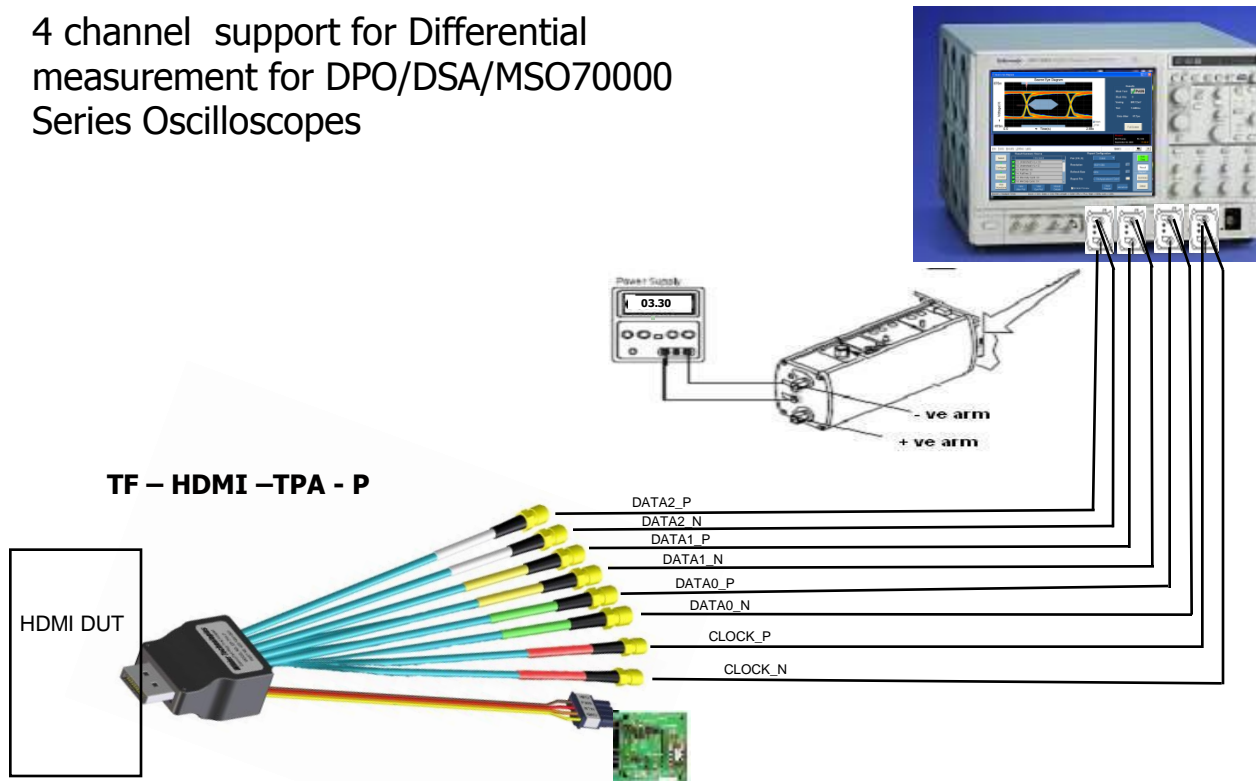 4 channel support for Differential
measurement for DPO/DSA/MSO70000
Series Oscilloscopes
Tektronix
Power Supply
03.30
- ve arm
+ ve arm
TF – HDMI –TPA - P
DATA2_P
DATA2_N
DATA1_P
DATA1_N
DATA0_P
DATA0_N
CLOCK_P
CLOCK_N
HDMI DUT